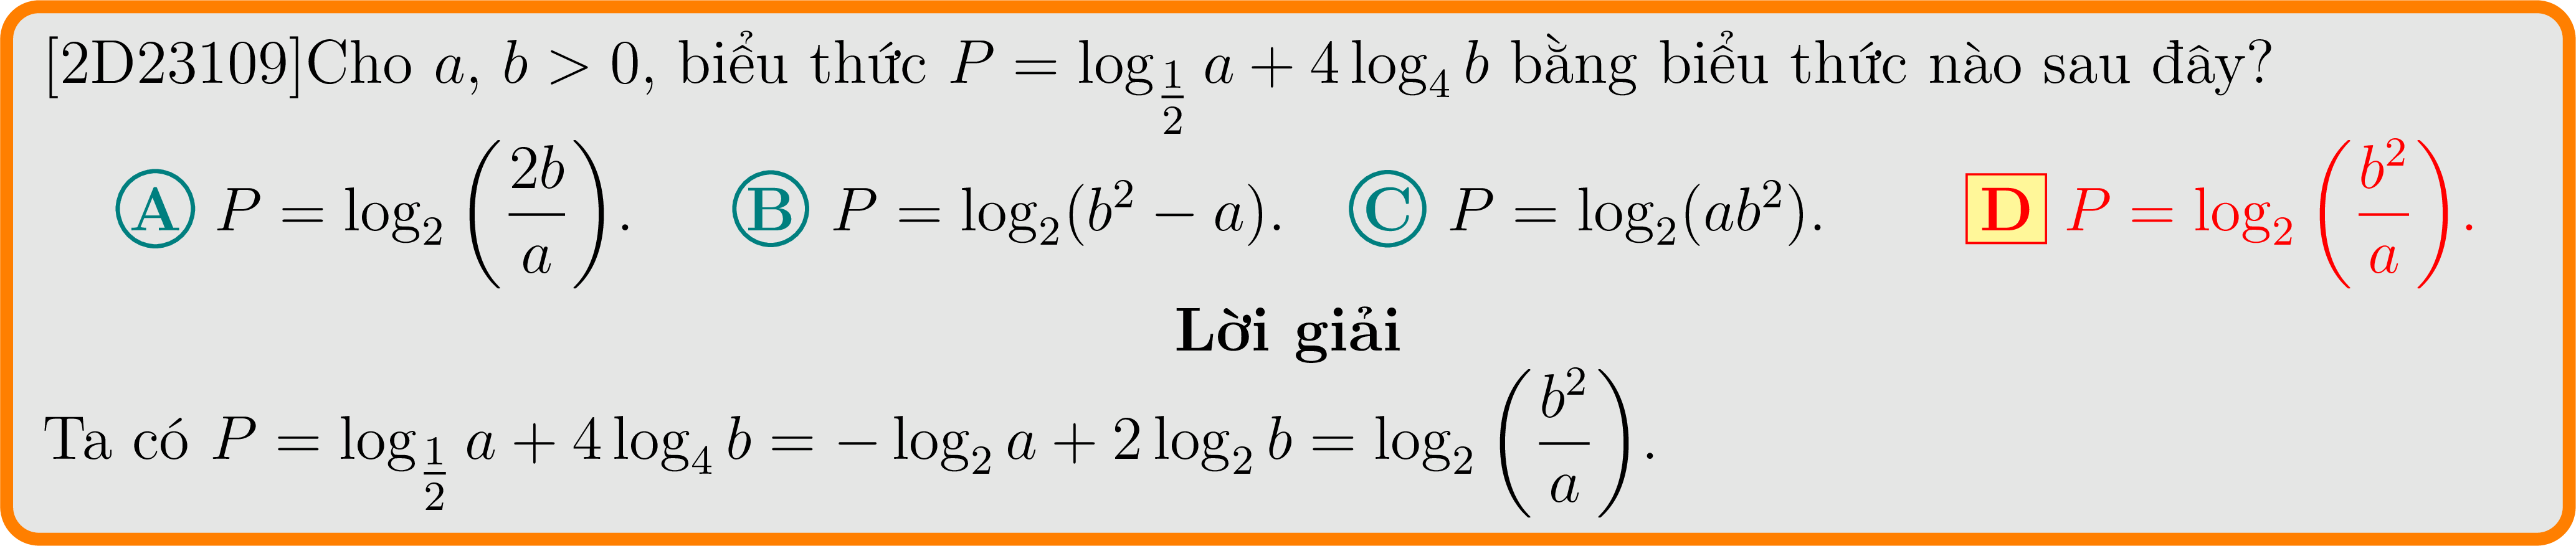 [2D23109]Cho $a, b > 0$, biểu thức $P = \log_{\frac{1}{2}} a + 4\log_4 b$ bằng biểu thức nào sau đây?
Ⓐ $P = \log_2 \left(\frac{2b}{a}\right).$ Ⓑ $P = \log_2(b^2 - a).$ Ⓒ $P = \log_2(ab^2).$ D $P = \log_2 \left(\frac{b^2}{a}\right).$
Lời giải
Ta có $P = \log_{\frac{1}{2}} a + 4\log_4 b = -\log_2 a + 2\log_2 b = \log_2 \left(\frac{b^2}{a}\right).$